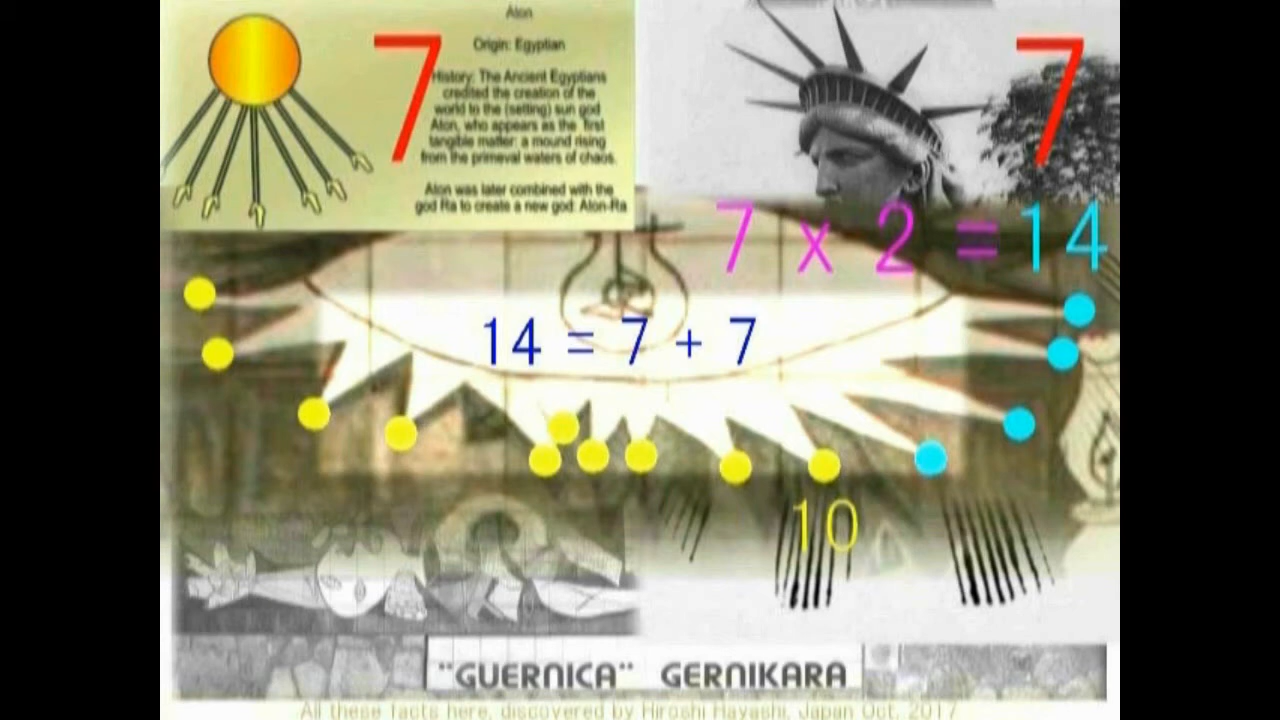 Aton
7
7
Origin: Egyptian
History: The Ancient Egyptians
credited the creation of the
world to the (setting) sun god
Aton, who appears as the first
tangible matter: a mound rising
from the primeval waters of chaos.
Aton was later combined with the
god Ra to create a new god: Aton-Ra
7 x 2 = 14
14 = 7 + 7
10
"GUERNICA" GERNIKARA
All these facts here, discovered by Hiroshi Hayashi, Japan Oct. 2017